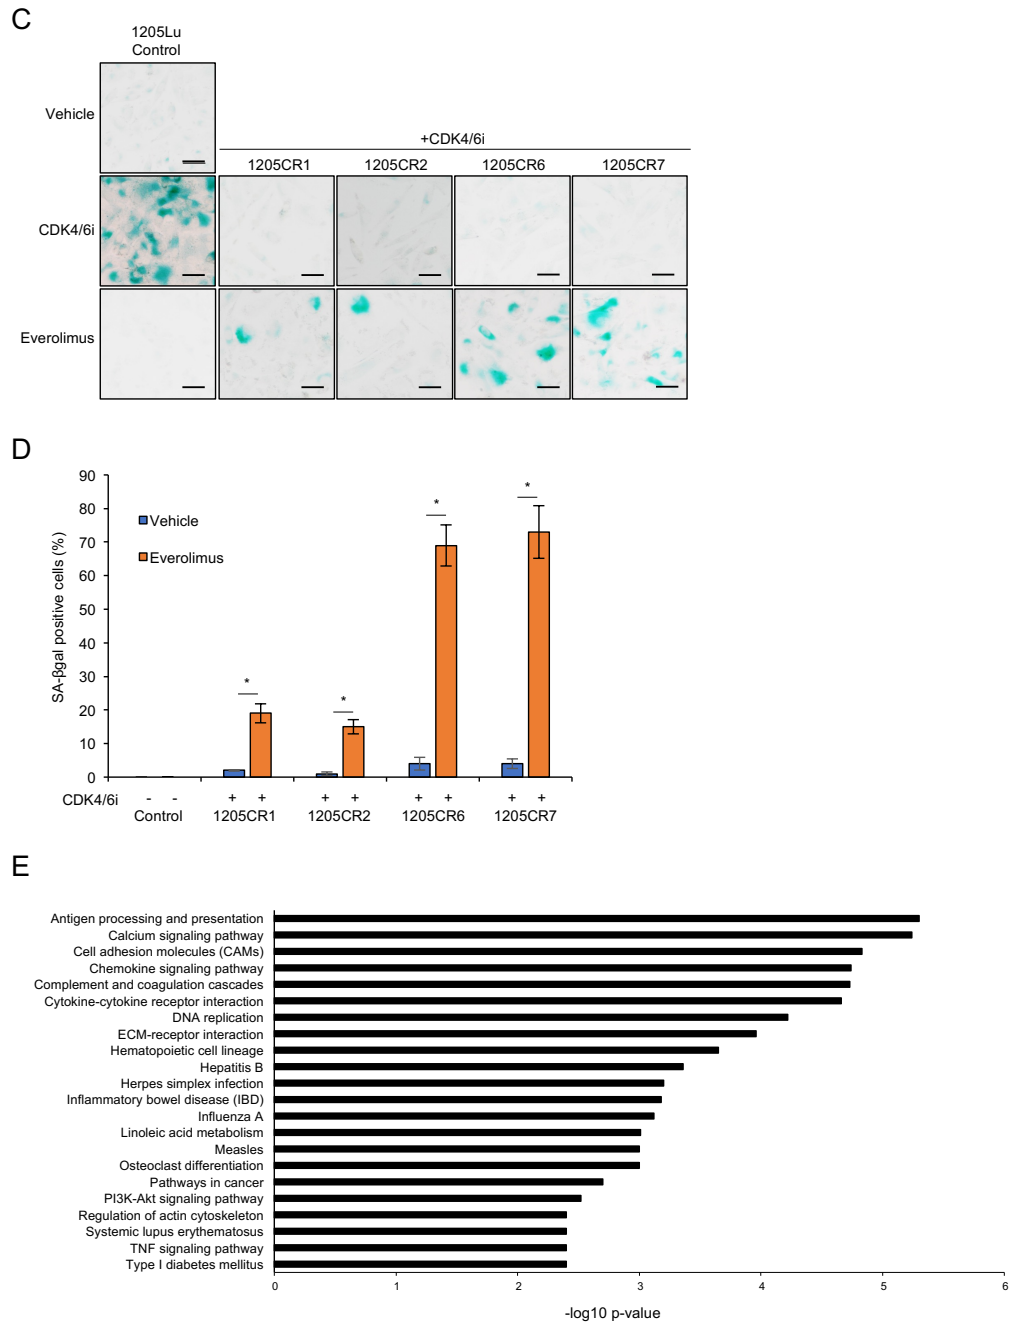 C
1205Lu
Control
Vehicle
+CDK4/6i
1205CR1 1205CR2 1205CR6 1205CR7
CDK4/6i
Everolimus
D
SA-βgal positive cells (%)
90
80
70
60
50
40
30
20
10
0
Vehicle
Everolimus
* * * *
CDK4/6i - - + + + + + + + +
Control 1205CR1 1205CR2 1205CR6 1205CR7
E
Antigen processing and presentation
Calcium signaling pathway
Cell adhesion molecules (CAMs)
Chemokine signaling pathway
Complement and coagulation cascades
Cytokine-cytokine receptor interaction
DNA replication
ECM-receptor interaction
Hematopoietic cell lineage
Hepatitis B
Herpes simplex infection
Inflammatory bowel disease (IBD)
Influenza A
Linoleic acid metabolism
Measles
Osteoclast differentiation
Pathways in cancer
PI3K-Akt signaling pathway
Regulation of actin cytoskeleton
Systemic lupus erythematosus
TNF signaling pathway
Type I diabetes mellitus
0 1 2 3 4 5 6
-log10 p-value